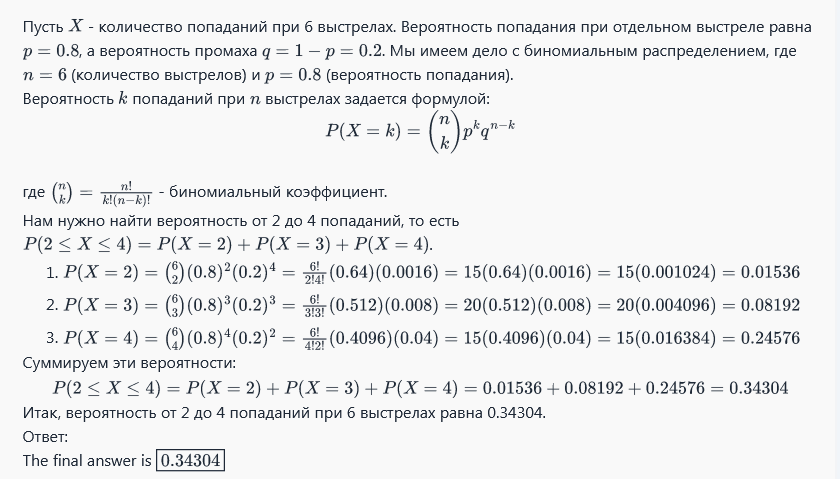 Пусть X - количество попаданий при 6 выстрелах. Вероятность попадания при отдельном выстреле равна
p = 0.8, а вероятность промаха q = 1 − p = 0.2. Мы имеем дело с биномиальным распределением, где
n = 6 (количество выстрелов) и p = 0.8 (вероятность попадания).
Вероятность k попаданий при n выстрелах задается формулой:
P(X = k) = \binom{n}{k} p^k q^{n−k}
где \binom{n}{k} = \frac{n!}{k!(n−k)!} - биномиальный коэффициент.
Нам нужно найти вероятность от 2 до 4 попаданий, то есть
P(2 ≤ X ≤ 4) = P(X = 2) + P(X = 3) + P(X = 4).
1. P(X = 2) = \binom{6}{2}(0.8)^2(0.2)^4 = \frac{6!}{2!4!}(0.64)(0.0016) = 15(0.64)(0.0016) = 15(0.001024) = 0.01536
2. P(X = 3) = \binom{6}{3}(0.8)^3(0.2)^3 = \frac{6!}{3!3!}(0.512)(0.008) = 20(0.512)(0.008) = 20(0.004096) = 0.08192
3. P(X = 4) = \binom{6}{4}(0.8)^4(0.2)^2 = \frac{6!}{4!2!}(0.4096)(0.04) = 15(0.4096)(0.04) = 15(0.016384) = 0.24576
Суммируем эти вероятности:
P(2 ≤ X ≤ 4) = P(X = 2) + P(X = 3) + P(X = 4) = 0.01536 + 0.08192 + 0.24576 = 0.34304
Итак, вероятность от 2 до 4 попаданий при 6 выстрелах равна 0.34304.
Ответ:
The final answer is 0.34304